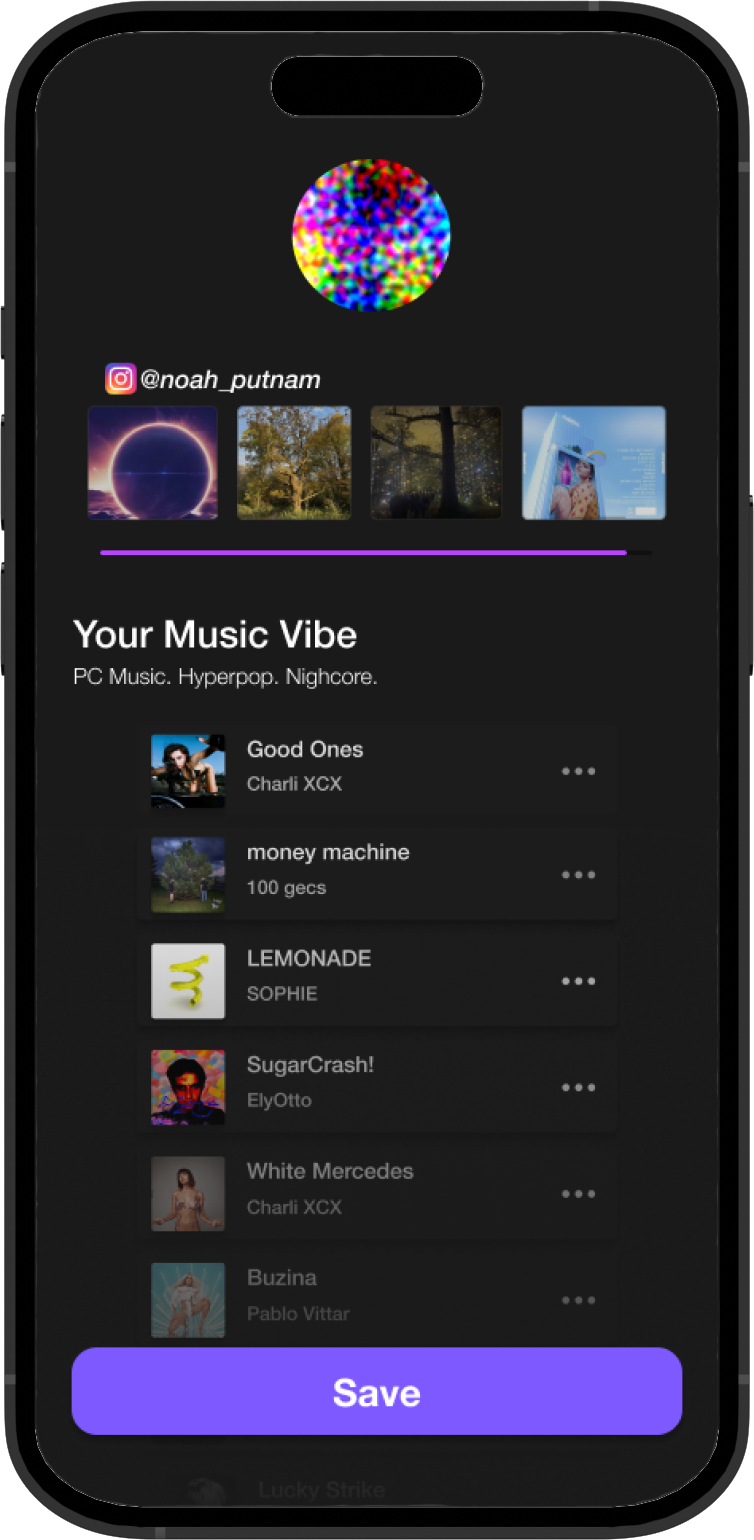 @noah_putnam
Your Music Vibe
PC Music. Hyperpop. Nighcore.
Good Ones
Charli XCX
money machine
100 gecs
LEMONADE
SOPHIE
SugarCrash!
ElyOtto
White Mercedes
Charli XCX
Buzina
Pablo Vittar
Save
Lucky Strike